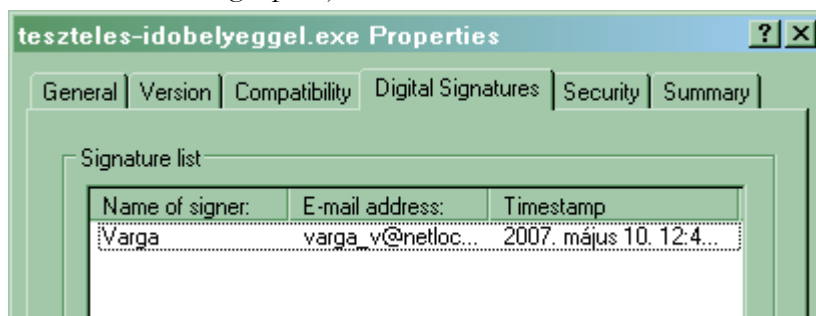 teszteles-idobelyeggel.exe Properties
General Version Compatibility Digital Signatures Security Summary
Signature list
Name of signer: E-mail address: Timestamp
Varga varga_v@netloc... 2007. május 10. 12:4...